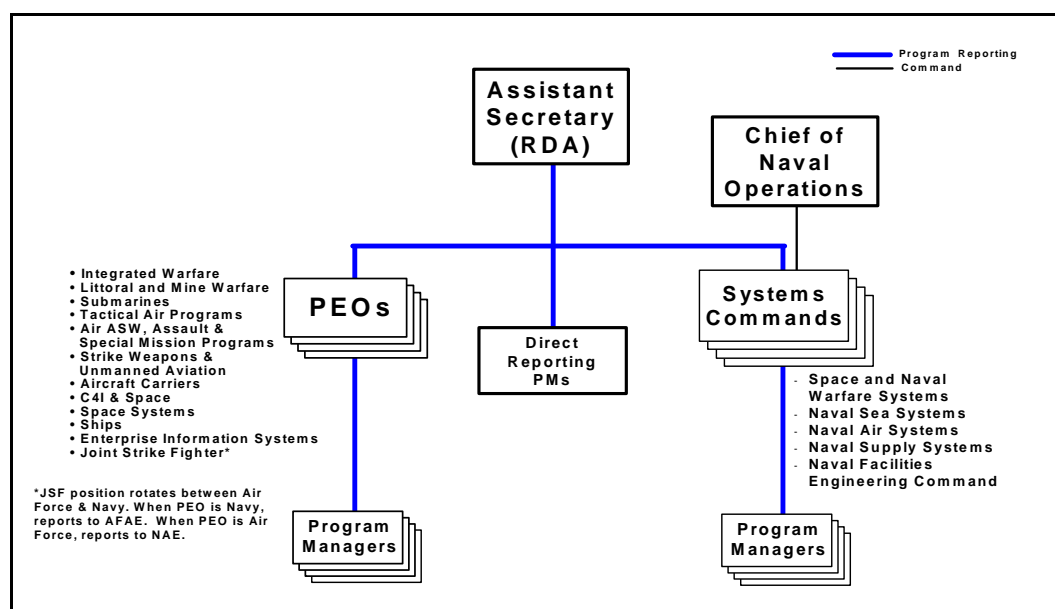 Program Reporting
Command
Assistant
Secretary
(RDA)
Chief of
Naval
Operations
• Integrated Warfare
• Littoral and Mine Warfare
• Submarines
• Tactical Air Programs
• Air ASW, Assault &
Special Mission Programs
• Strike Weapons &
Unmanned Aviation
• Aircraft Carriers
• C4I & Space
• Space Systems
• Ships
• Enterprise Information Systems
• Joint Strike Fighter*
PEOs
Direct
Reporting
PMs
Systems
Commands
- Space and Naval
Warfare Systems
- Naval Sea Systems
- Naval Air Systems
- Naval Supply Systems
- Naval Facilities
Engineering Command
*JSF position rotates between Air
Force & Navy. When PEO is Navy,
reports to AFAE. When PEO is Air
Force, reports to NAE.
Program
Managers
Program
Managers